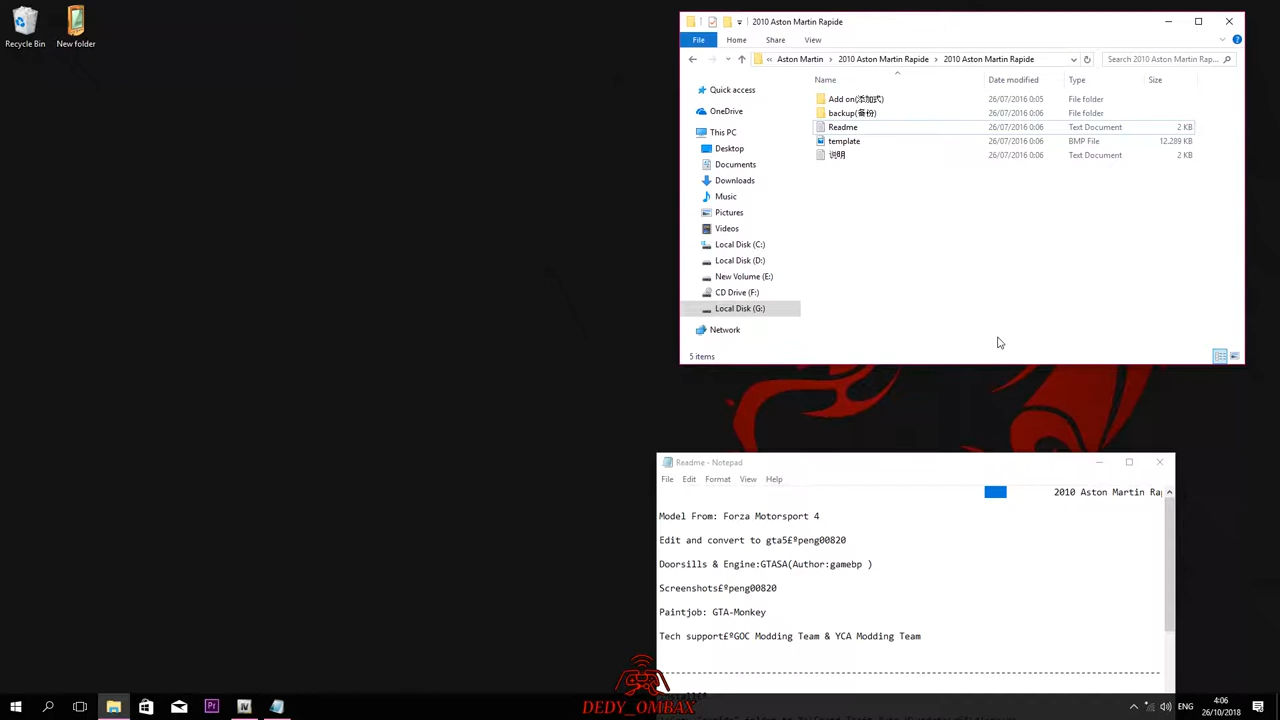 Recycle Bin
New folder
2010 Aston Martin Rapide
File Home Share View
« Aston Martin › 2010 Aston Martin Rapide › 2010 Aston Martin Rapide
Search 2010 Aston Martin Rap...
Name Date modified Type Size
Quick access
OneDrive
This PC
Desktop
Documents
Downloads
Music
Pictures
Videos
Local Disk (C:)
Local Disk (D:)
New Volume (E:)
CD Drive (F:)
Local Disk (G:)
Network
Add on(添加式) 26/07/2016 0:05 File folder
backup(备份) 26/07/2016 0:06 File folder
Readme 26/07/2016 0:06 Text Document 2 KB
template 26/07/2016 0:06 BMP File 12.289 KB
说明 26/07/2016 0:06 Text Document 2 KB
5 items
Readme - Notepad
File Edit Format View Help
2010 Aston Martin Rap
Model From: Forza Motorsport 4
Edit and convert to gta5£ºpeng00820
Doorsills & Engine:GTASA(Author:gamebp )
Screenshots£ºpeng00820
Paintjob: GTA-Monkey
Tech support£ºGOC Modding Team & YCA Modding Team
DEDY_OMBAX
ENG
4:06
26/10/2018